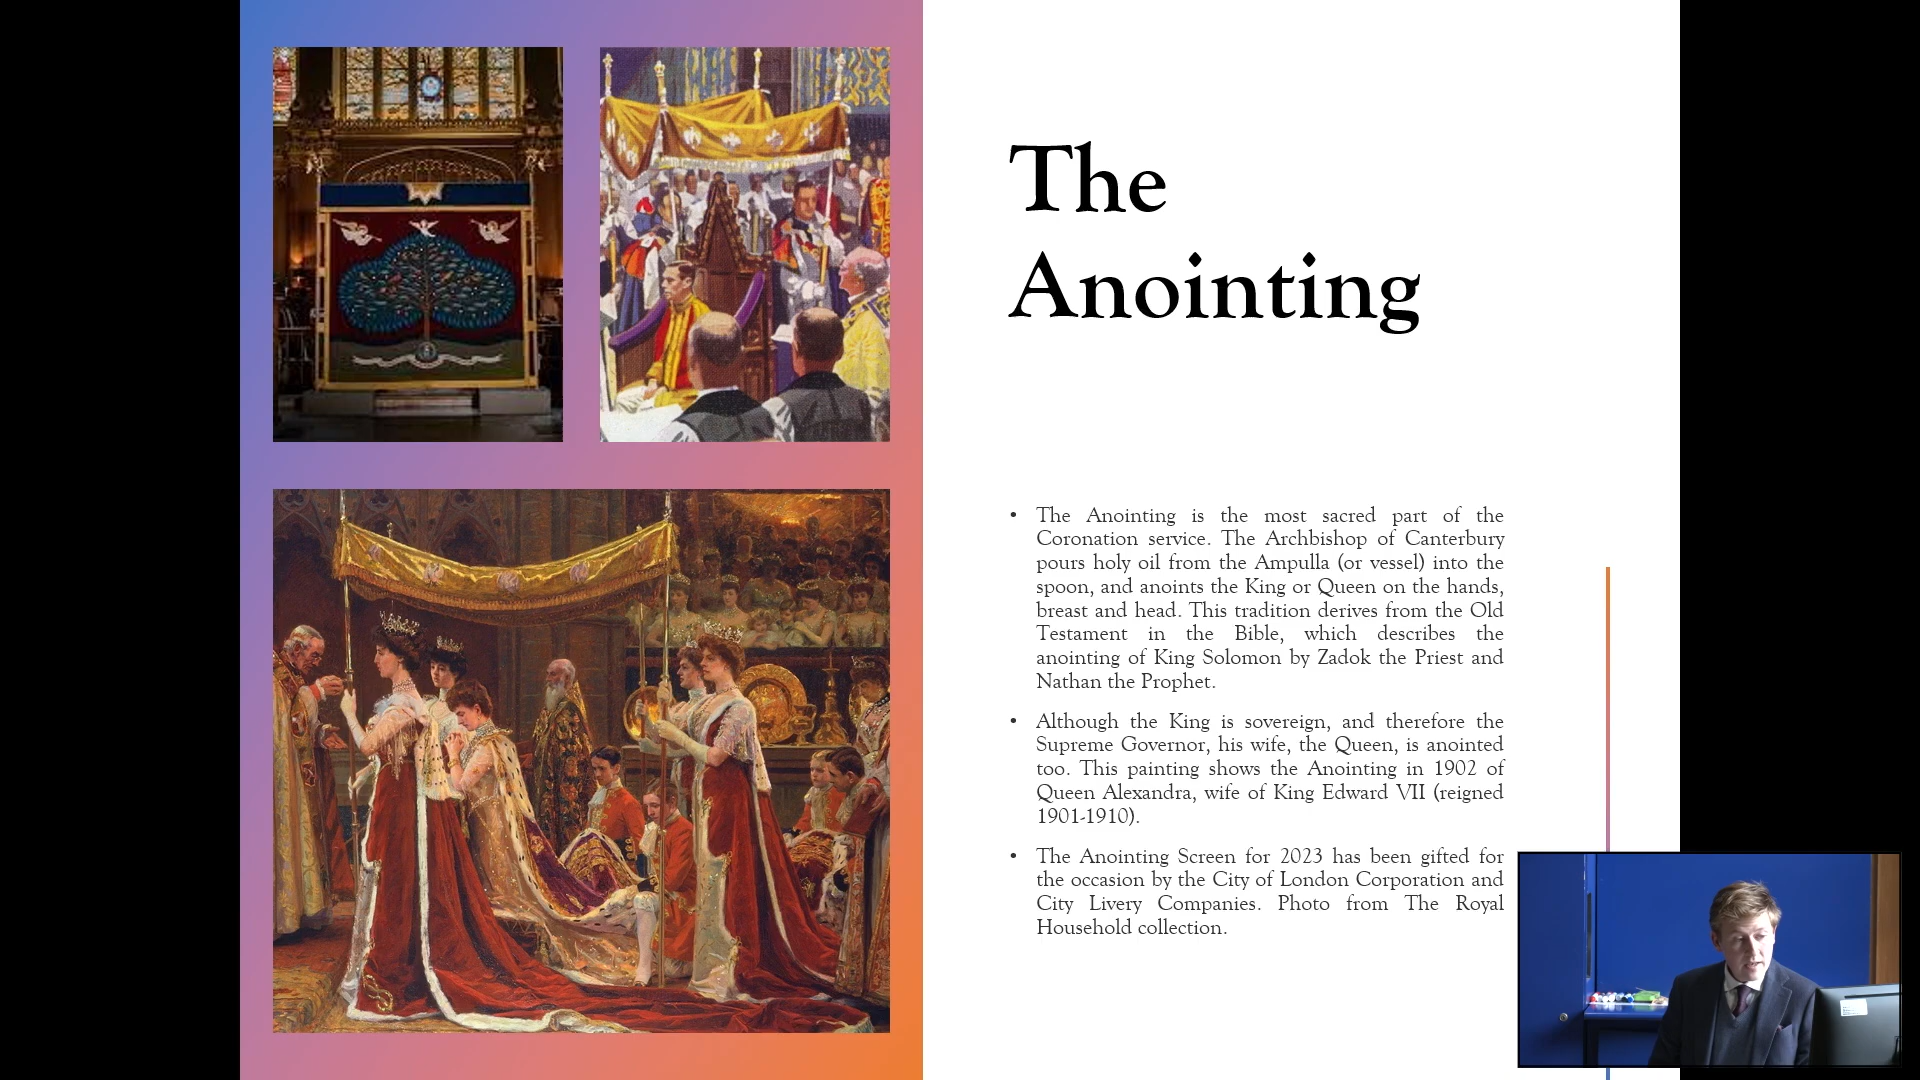 The
Anointing
• The Anointing is the most sacred part of the
Coronation service. The Archbishop of Canterbury
pours holy oil from the Ampulla (or vessel) into the
spoon, and anoints the King or Queen on the hands,
breast and head. This tradition derives from the Old
Testament in the Bible, which describes the
anointing of King Solomon by Zadok the Priest and
Nathan the Prophet.
• Although the King is sovereign, and therefore the
Supreme Governor, his wife, the Queen, is anointed
too. This painting shows the Anointing in 1902 of
Queen Alexandra, wife of King Edward VII (reigned
1901-1910).
• The Anointing Screen for 2023 has been gifted for
the occasion by the City of London Corporation and
City Livery Companies. Photo from The Royal
Household collection.